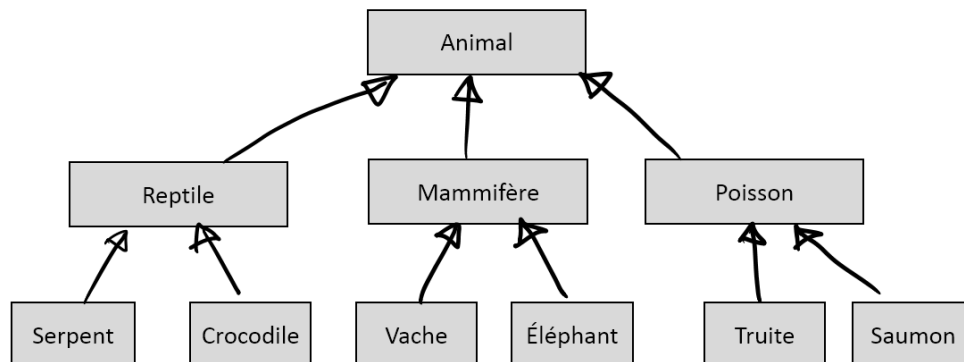 Animal
Reptile
Mammifère
Poisson
Serpent
Crocodile
Vache
Éléphant
Truite
Saumon